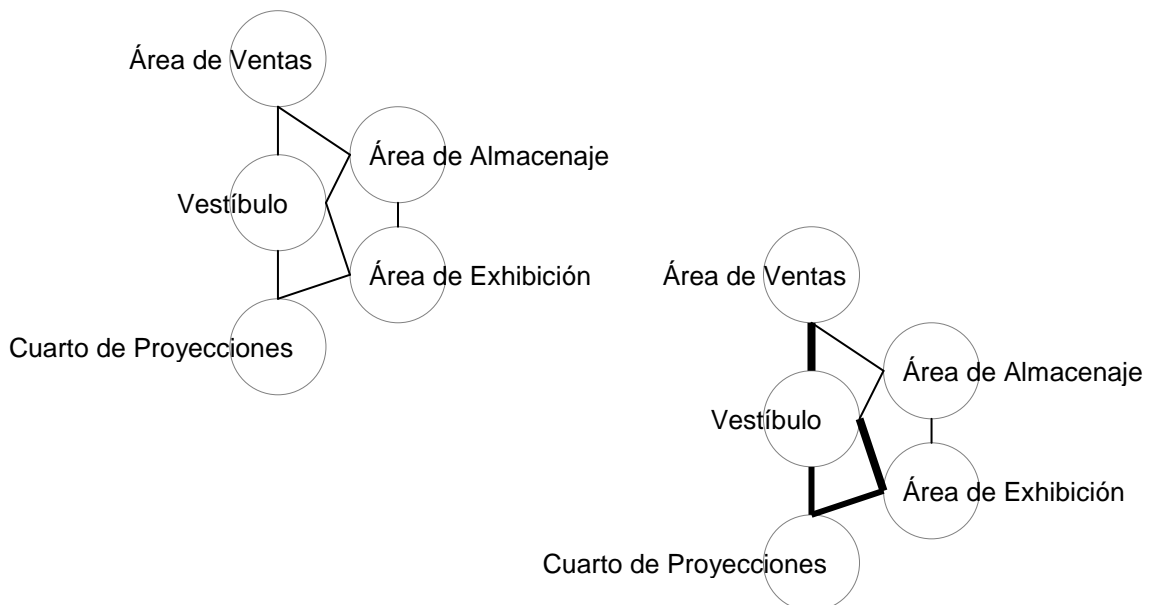 Área de Ventas
Área de Almacenaje
Vestíbulo
Área de Exhibición
Cuarto de Proyecciones
Área de Ventas
Área de Almacenaje
Vestíbulo
Área de Exhibición
Cuarto de Proyecciones